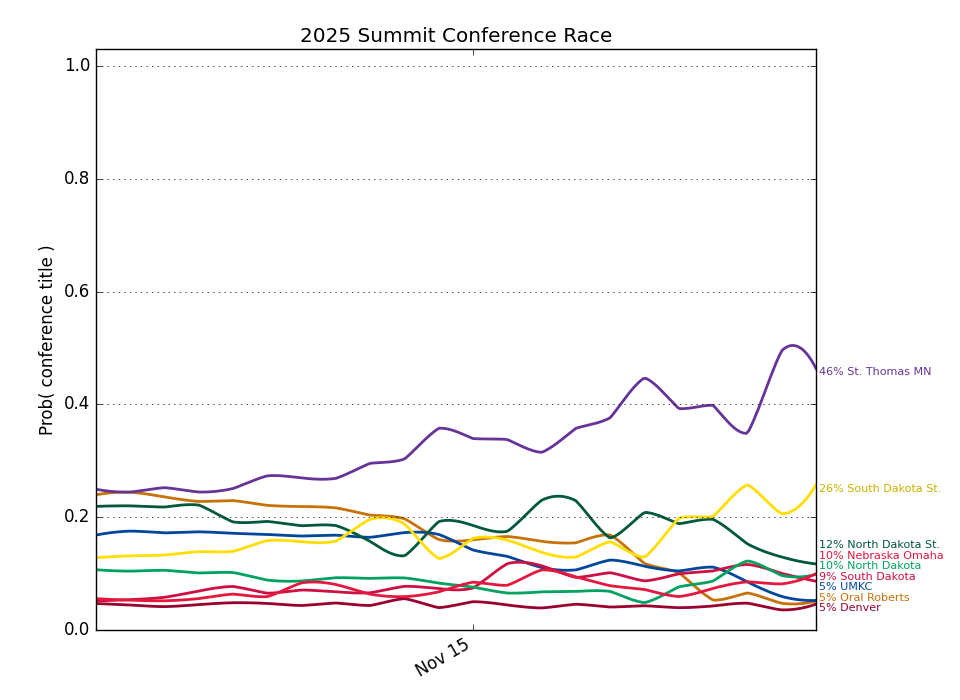 2025 Summit Conference Race
Prob( conference title )
1.0
0.8
0.6
0.4
0.2
0.0
Nov 15
46% St. Thomas MN
26% South Dakota St.
12% North Dakota St.
10% Nebraska Omaha
10% North Dakota
9% South Dakota
5% UMKC
5% Oral Roberts
5% Denver